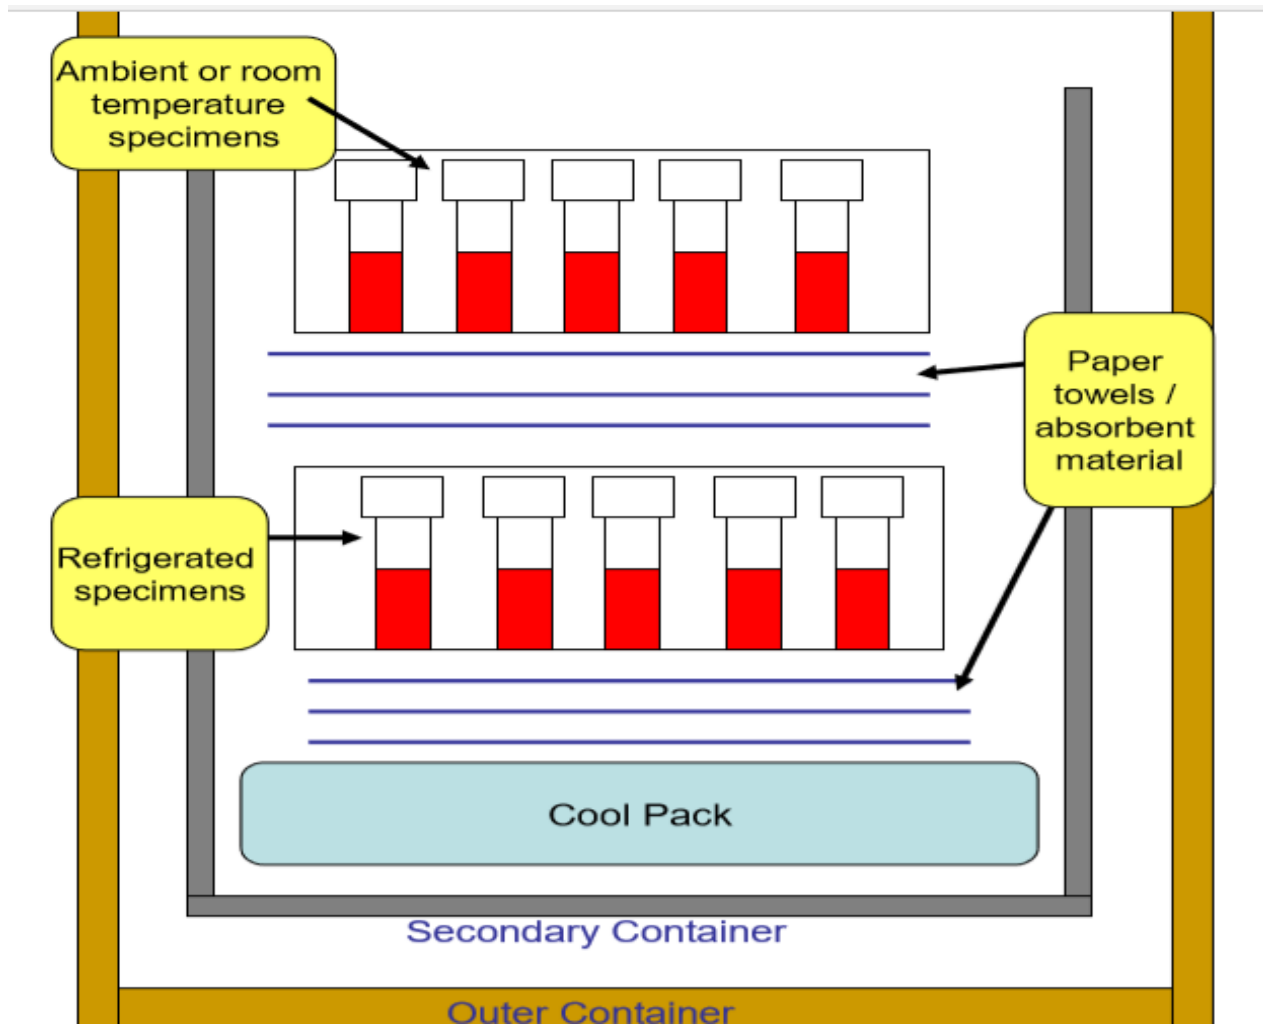 Ambient or room
temperature
specimens
Paper
towels /
absorbent
material
Refrigerated
specimens
Cool Pack
Secondary Container
Outer Container